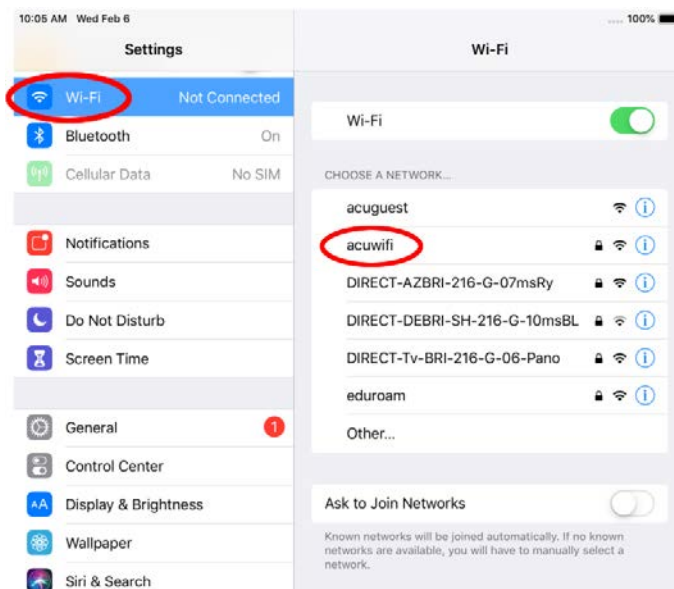 10:05 AM Wed Feb 6
100%
Settings
Wi-Fi
Wi-Fi Not Connected
Bluetooth On
Cellular Data No SIM
Notifications
Sounds
Do Not Disturb
Screen Time
General 1
Control Center
AA Display & Brightness
Wallpaper
Siri & Search
Wi-Fi
CHOOSE A NETWORK...
acuguest
acuwifi
DIRECT-AZBRI-216-G-07msRy
DIRECT-DEBRI-SH-216-G-10msBL
DIRECT-Tv-BRI-216-G-06-Pano
eduroam
Other...
Ask to Join Networks
Known networks will be joined automatically. If no known
networks are available, you will have to manually select a
network.